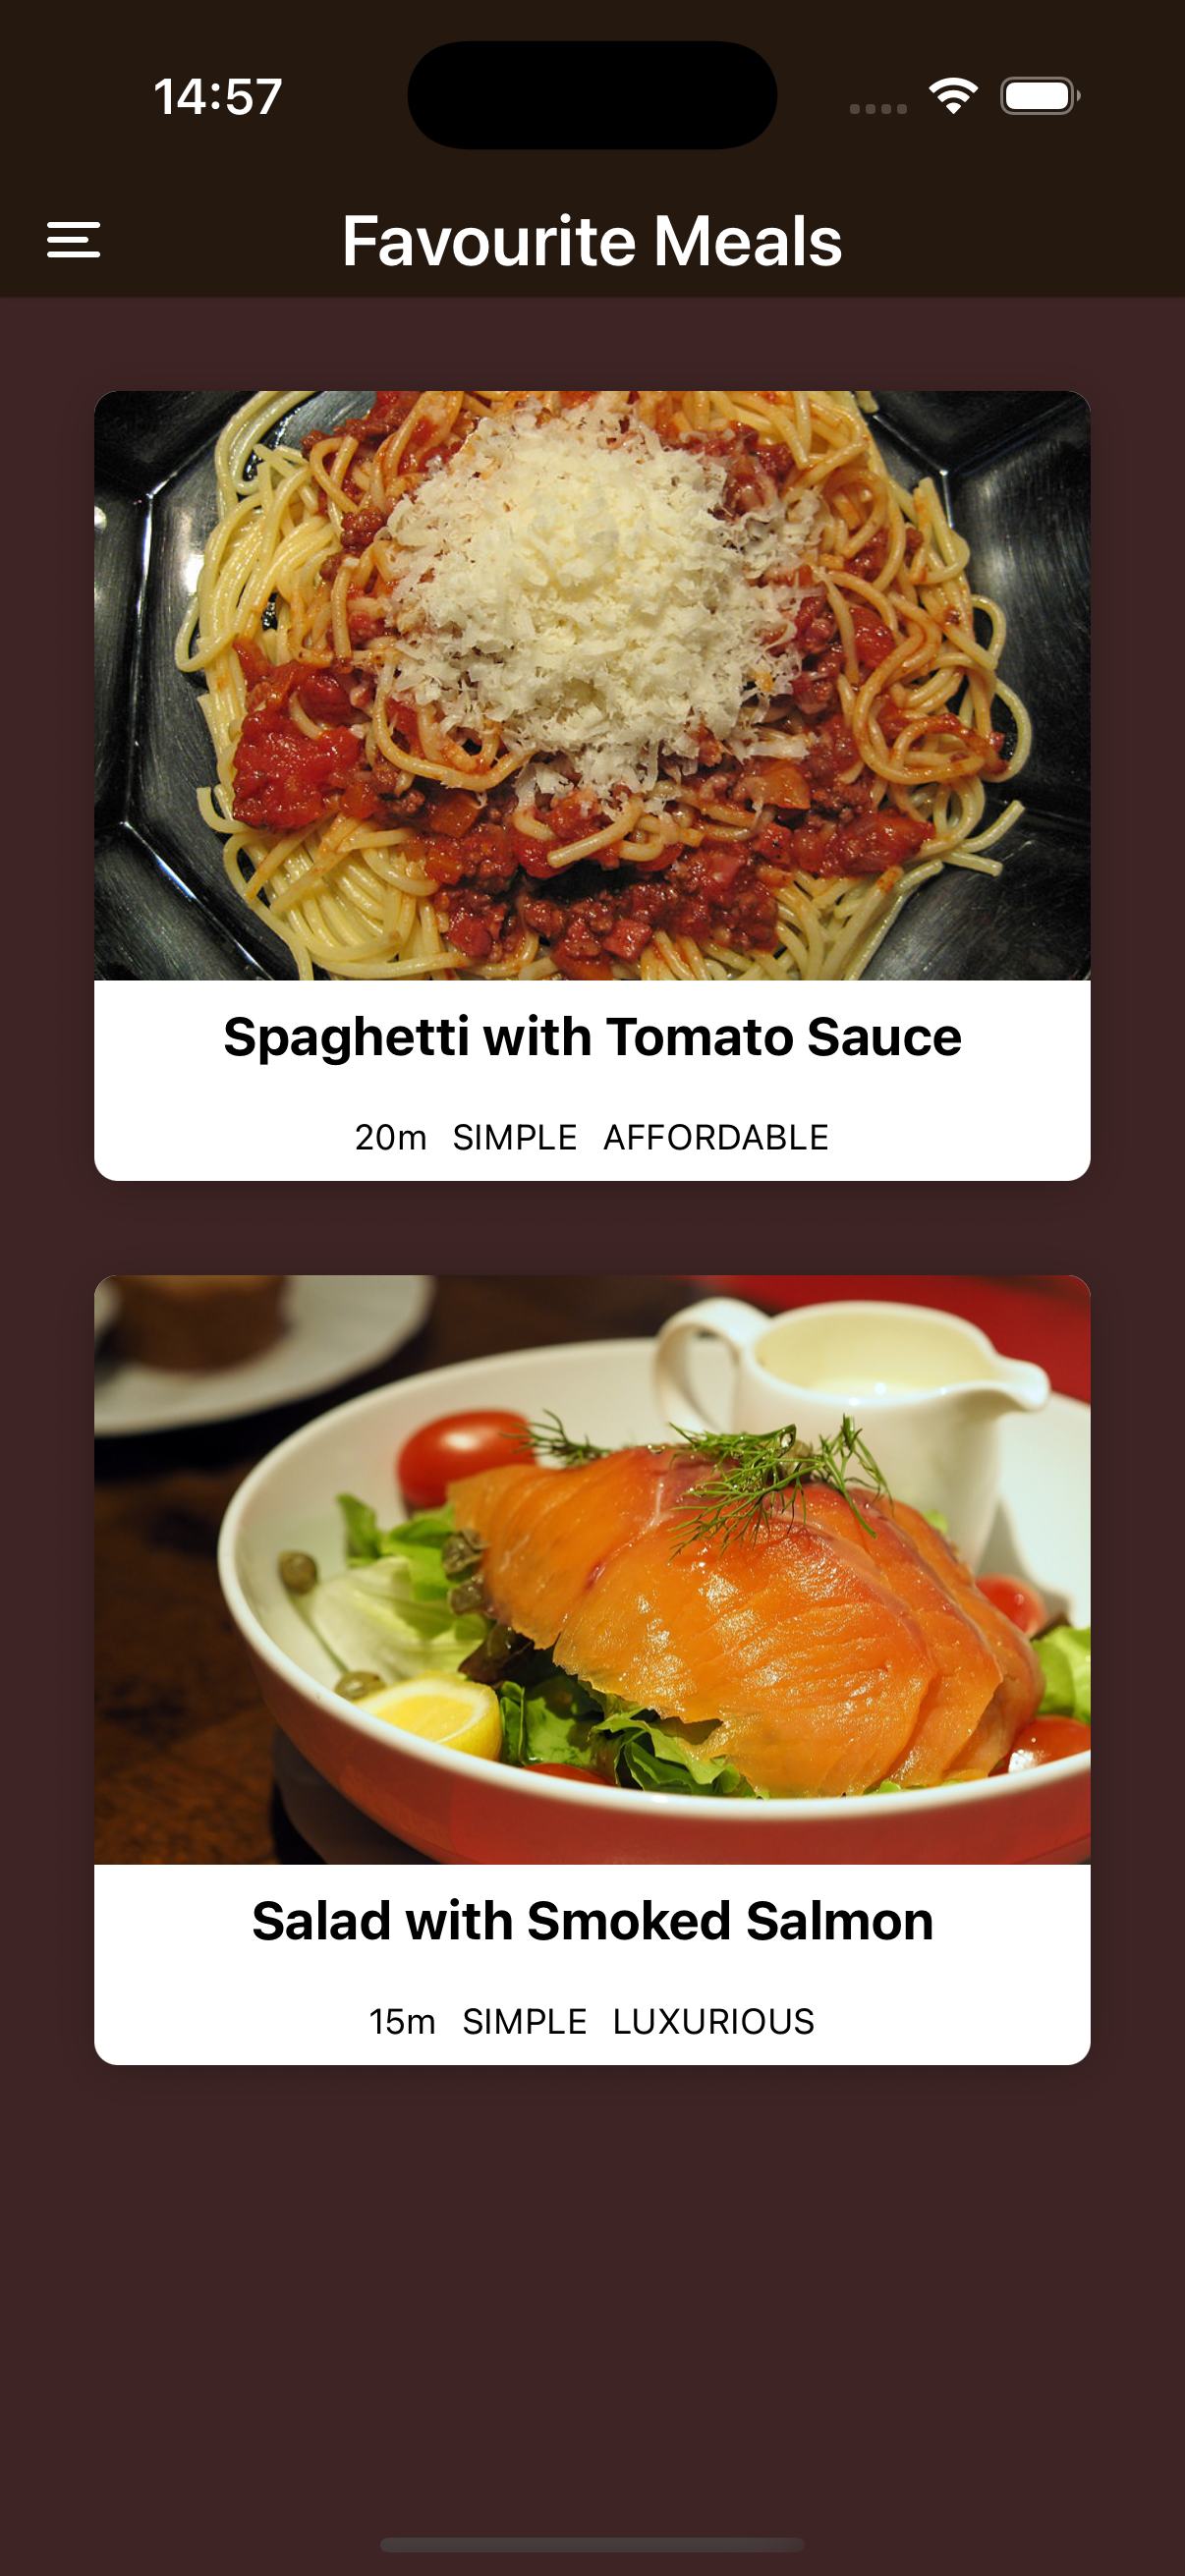 14:57
Favourite Meals
Spaghetti with Tomato Sauce
20m SIMPLE AFFORDABLE
Salad with Smoked Salmon
15m SIMPLE LUXURIOUS